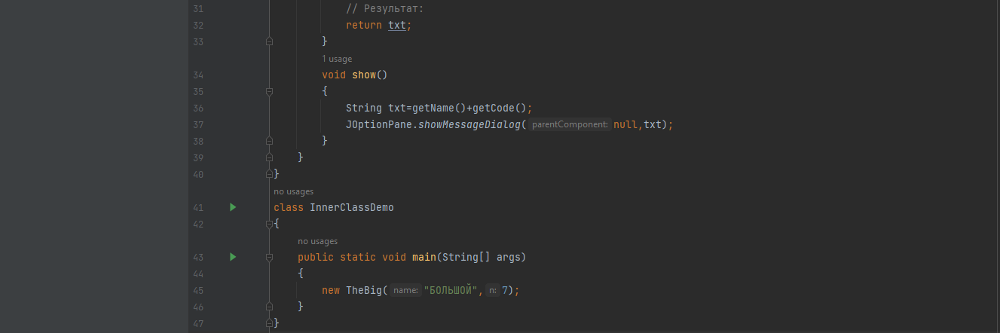 31 // Результат:
32 return txt;
33 }
1 usage
34 void show()
35 {
36 String txt=getName()+getCode();
37 JOptionPane.showMessageDialog( parentComponent: null,txt);
38 }
39 }
40 }
no usages
41 class InnerClassDemo
42 {
no usages
43 public static void main(String[] args)
44 {
45 new TheBig( name: "БОЛЬШОЙ", n: 7);
46 }
47 }